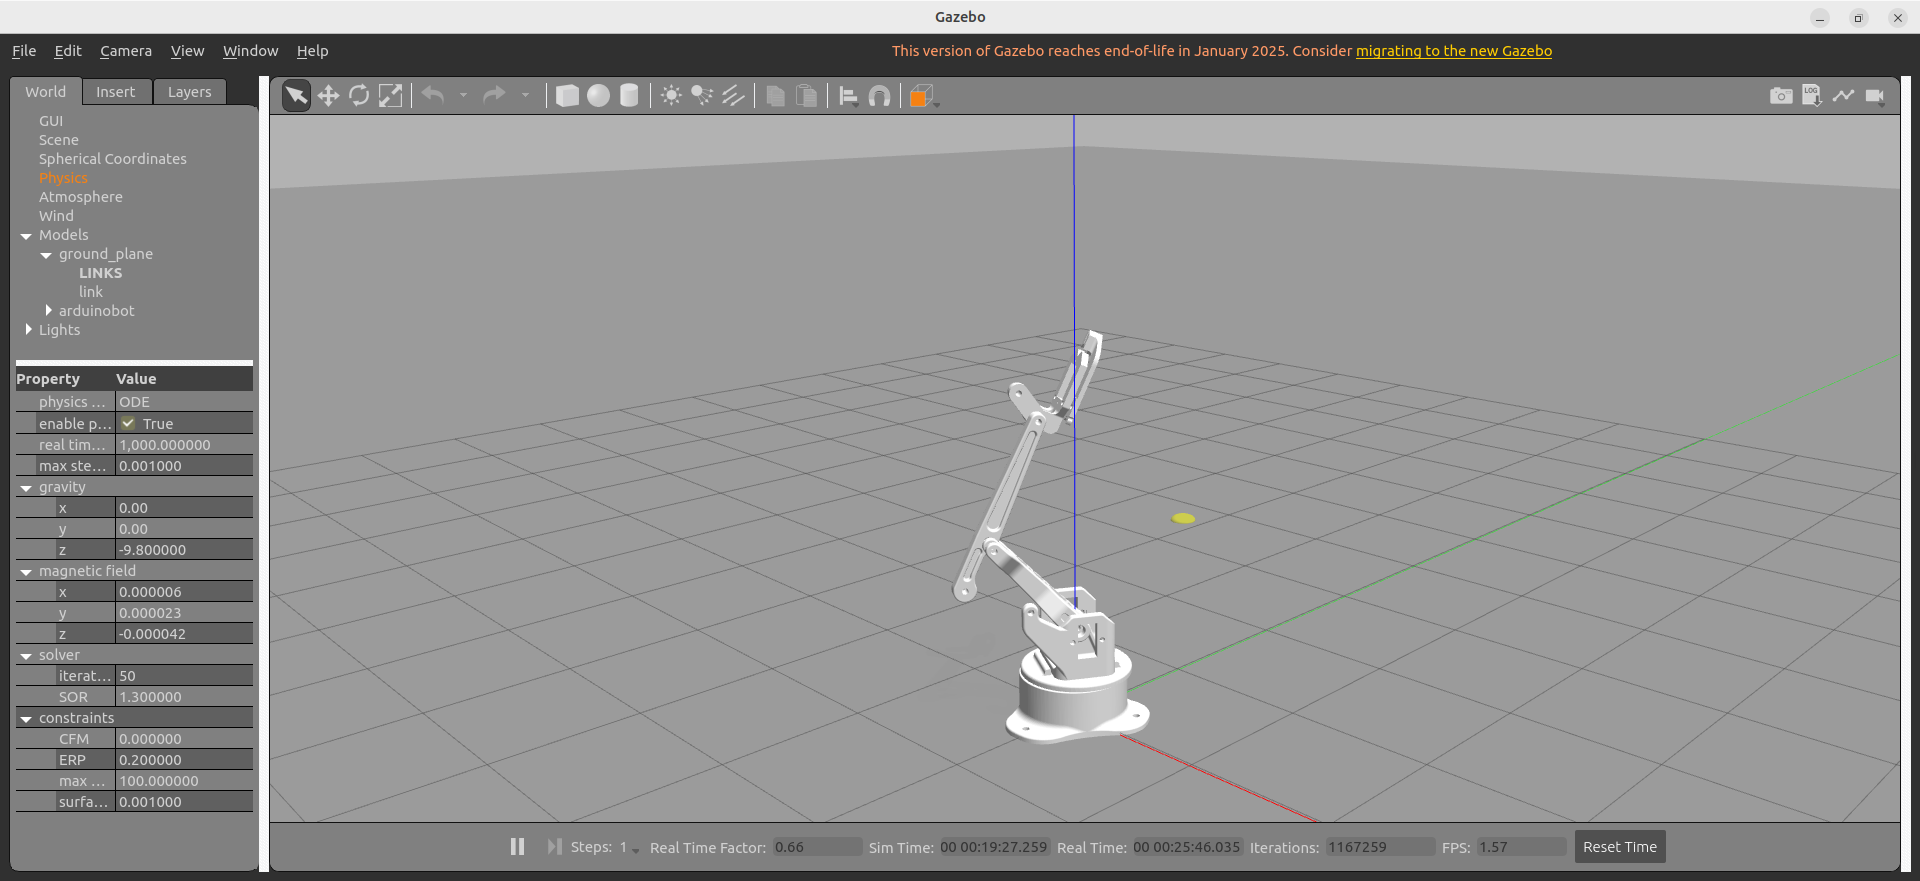 Gazebo
File Edit Camera View Window Help
This version of Gazebo reaches end-of-life in January 2025. Consider migrating to the new Gazebo
World Insert Layers
LOG
GUI
Scene
Spherical Coordinates
Physics
Atmosphere
Wind
Models
ground_plane
LINKS
link
arduinobot
Lights
Property Value
physics ... ODE
enable p... True
real tim... 1,000.000000
max ste... 0.001000
gravity
x 0.00
y 0.00
z -9.800000
magnetic field
x 0.000006
y 0.000023
z -0.000042
solver
iterat... 50
SOR 1.300000
constraints
CFM 0.000000
ERP 0.200000
max ... 100.000000
surfa... 0.001000
Steps: 1 Real Time Factor: 0.66 Sim Time: 00 00:19:27.259 Real Time: 00 00:25:46.035 Iterations: 1167259 FPS: 1.57 Reset Time